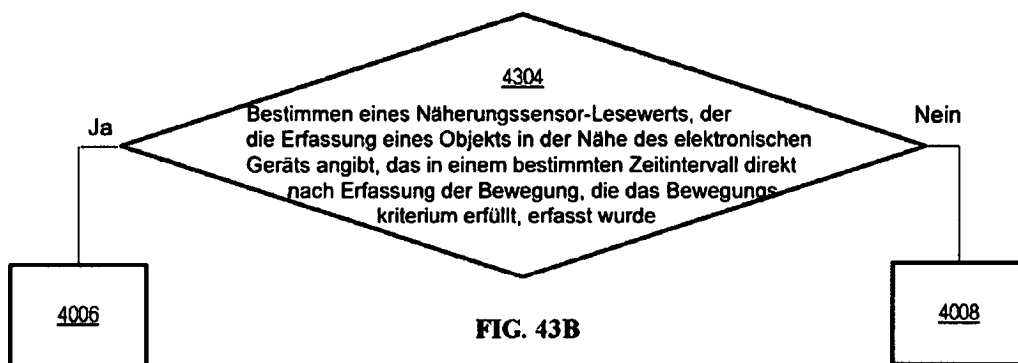 4304
Bestimmen eines Näherungssensor-Lesewerts, der
die Erfassung eines Objekts in der Nähe des elektronischen
Geräts angibt, das in einem bestimmten Zeitintervall direkt
nach Erfassung der Bewegung, die das Bewegungs
kriterium erfüllt, erfasst wurde
Ja
Nein
4006
4008
FIG. 43B